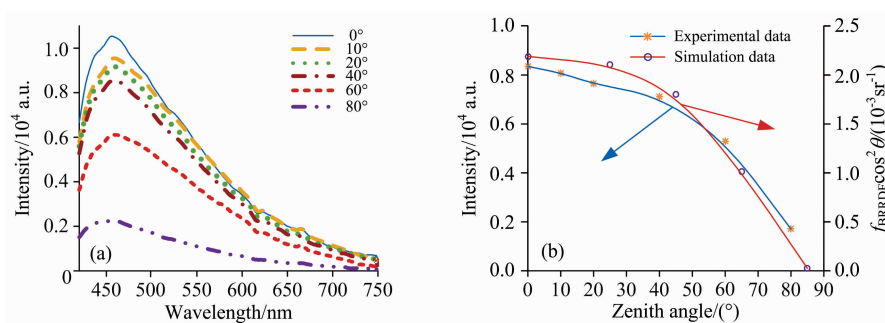 Intensity/10⁴ a.u.
1.0
0.8
0.6
0.4
0.2
0
450 500 550 600 650 700 750
Wavelength/nm
(a)
0°
10°
20°
40°
60°
80°
Intensity/10⁴ a.u.
1.0
0.8
0.6
0.4
0.2
0.0
0 10 20 30 40 50 60 70 80 90
Zenith angle/(°)
(b)
Experimental data
Simulation data
2.5
2.0
1.5
1.0
0.5
0.0
cos² θ/(10⁻³sr⁻¹)